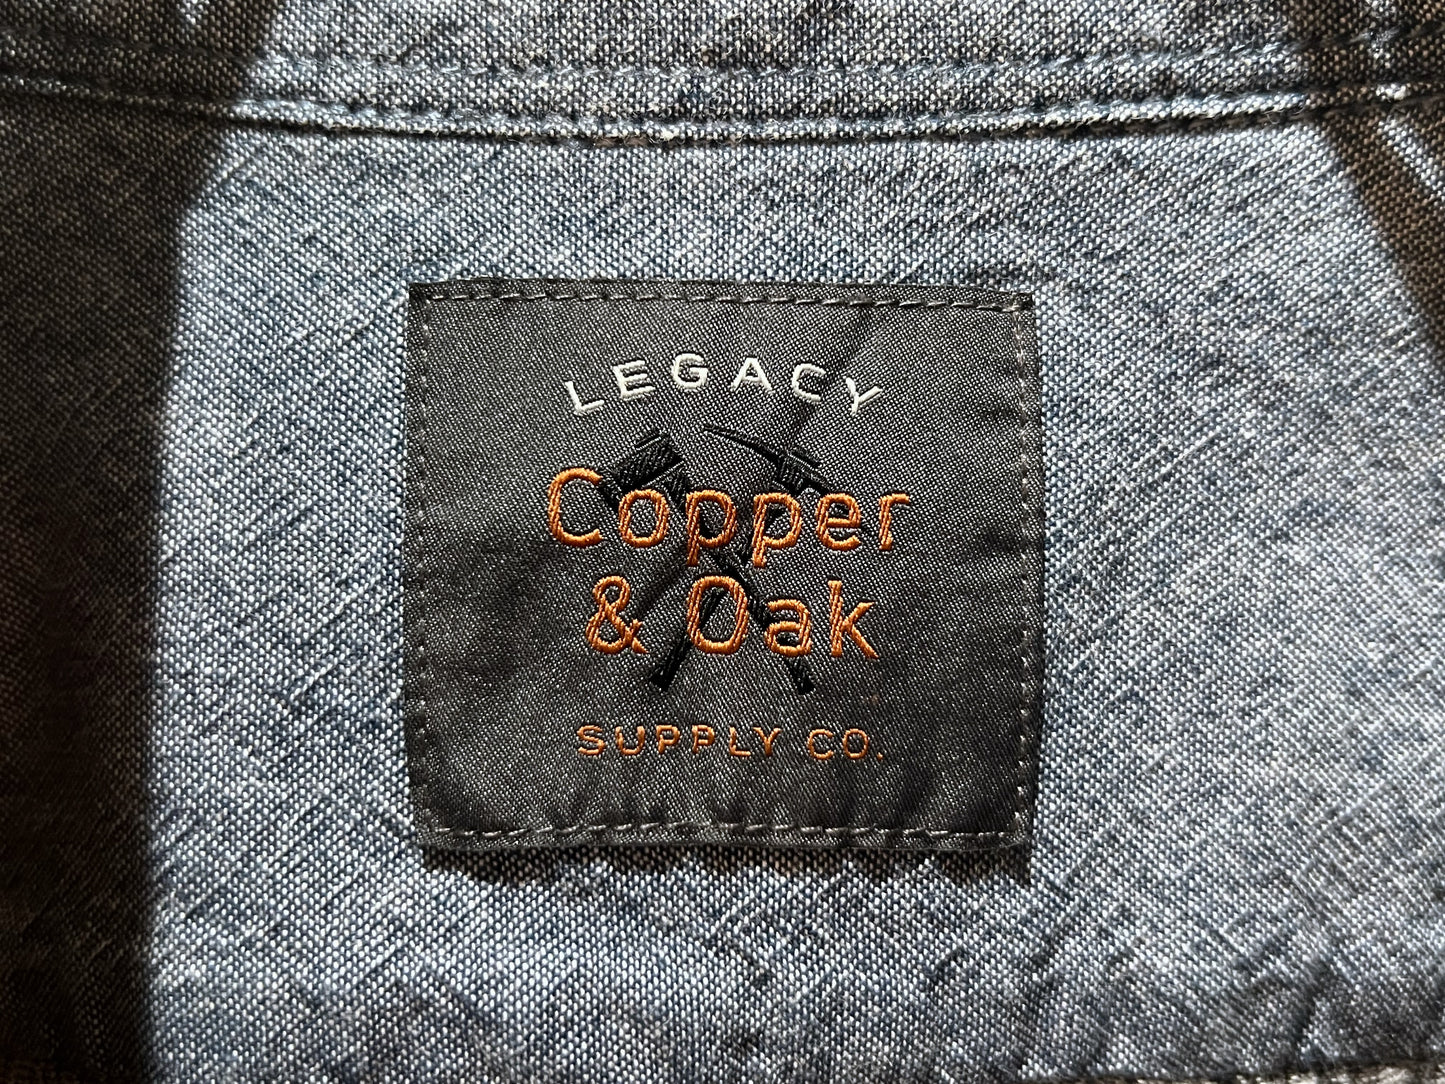 LEGACY
Copper
& Oak
SUPPLY CO.